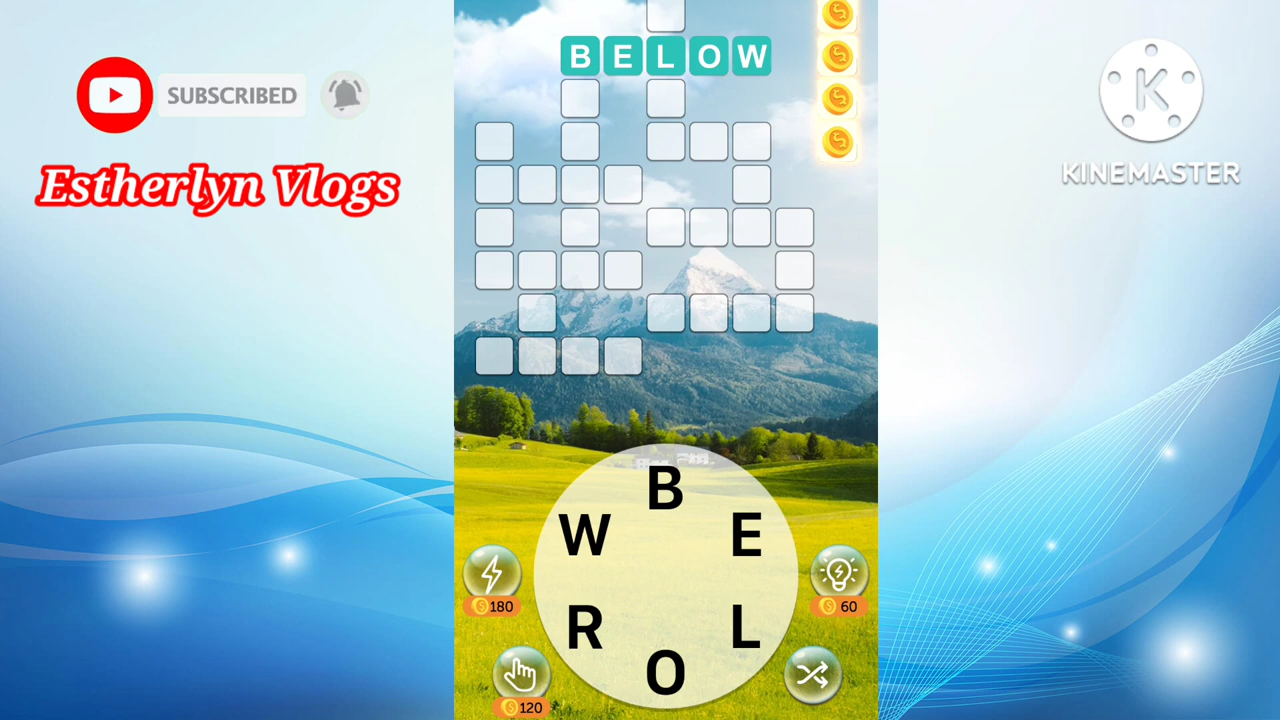 SUBSCRIBED
Estherlyn Vlogs
BELOW
K
KINEMASTER
B
W
E
R
L
O
180
60
120